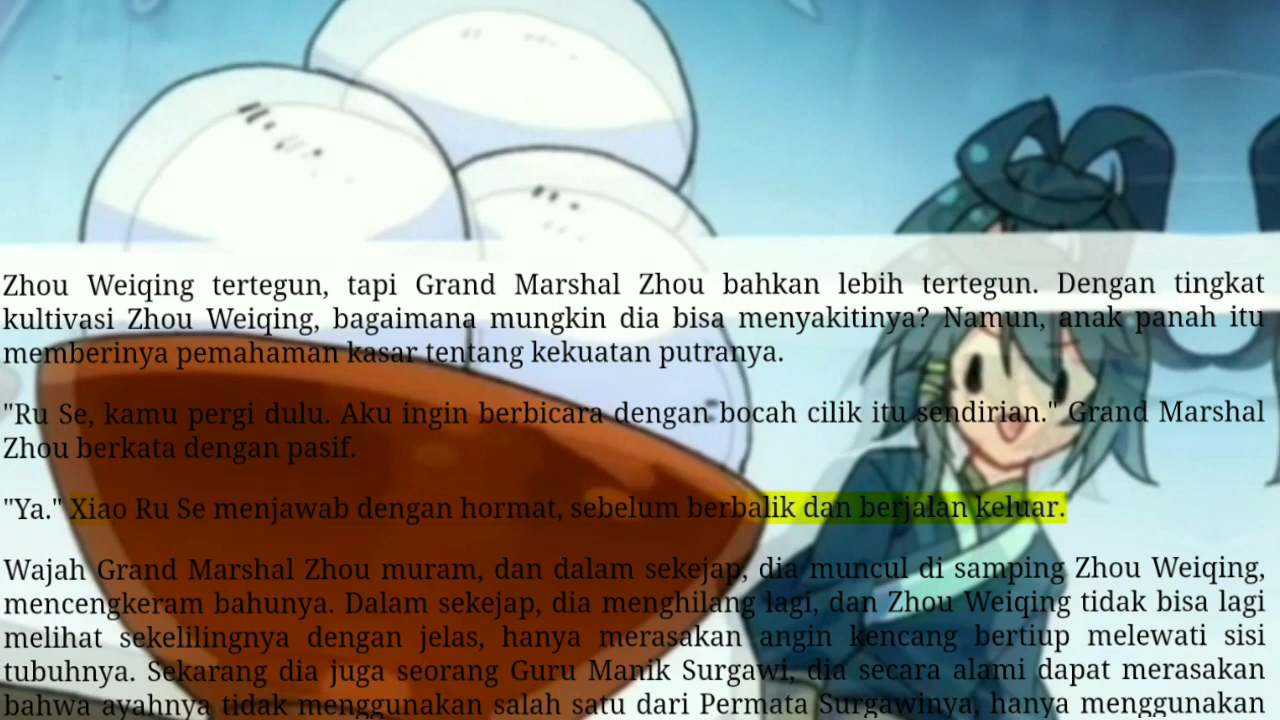 Zhou Weiqing tertegun, tapi Grand Marshal Zhou bahkan lebih tertegun. Dengan tingkat
kultivasi Zhou Weiqing, bagaimana mungkin dia bisa menyakitinya? Namun, anak panah itu
memberinya pemahaman kasar tentang kekuatan putranya.
"Ru Se, kamu pergi dulu. Aku ingin berbicara dengan bocah cilik itu sendirian." Grand Marshal
Zhou berkata dengan pasif.
"Ya." Xiao Ru Se menjawab dengan hormat, sebelum berbalik dan berjalan keluar.
Wajah Grand Marshal Zhou muram, dan dalam sekejap, dia muncul di samping Zhou Weiqing,
mencengkeram bahunya. Dalam sekejap, dia menghilang lagi, dan Zhou Weiqing tidak bisa lagi
melihat sekelilingnya dengan jelas, hanya merasakan angin kencang bertiup melewati sisi
tubuhnya. Sekarang dia juga seorang Guru Manik Surgawi, dia secara alami dapat merasakan
bahwa ayahnya tidak menggunakan salah satu dari Permata Surgawinya, hanya menggunakan